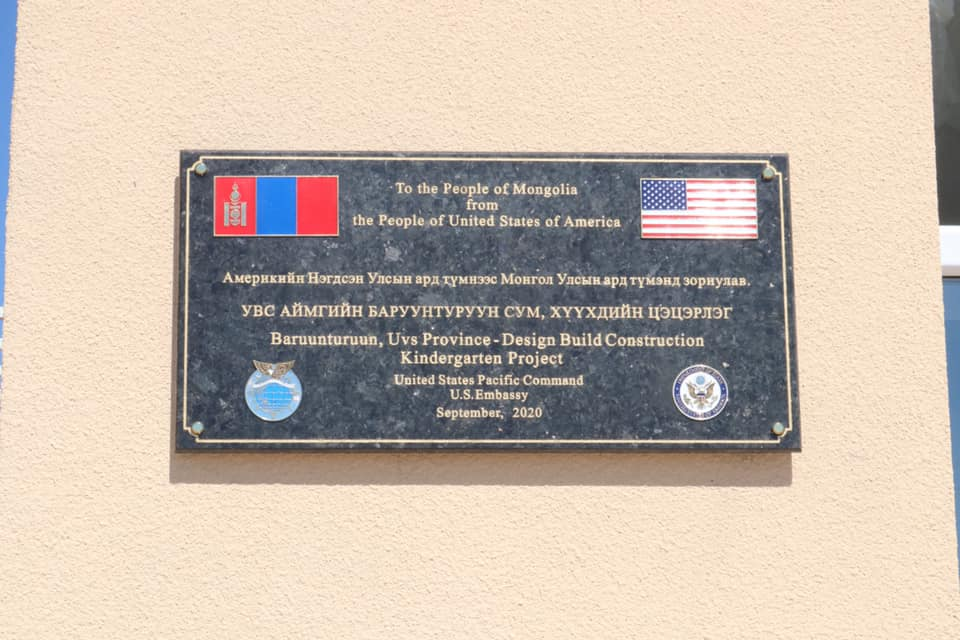 To the People of Mongolia
from
the People of United States of America
Америкийн Нэгдсэн Улсын ард түмнээс Монгол Улсын ард түмэнд зориулав.
УВС АЙМГИЙН БАРУУНТУРУУН СУМ, ХҮҮХДИЙН ЦЭЦЭРЛЭГ
Baruunturuun, Uvs Province - Design Build Construction
Kindergarten Project
United States Pacific Command
U.S. Embassy
September, 2020